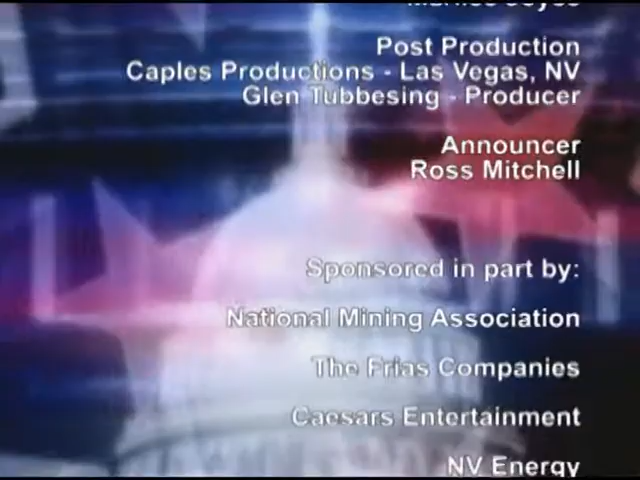 Post Production
Caples Productions - Las Vegas, NV
Glen Tubbesing - Producer
Announcer
Ross Mitchell
Sponsored in part by:
National Mining Association
The Frias Companies
Caesars Entertainment
NV Energy